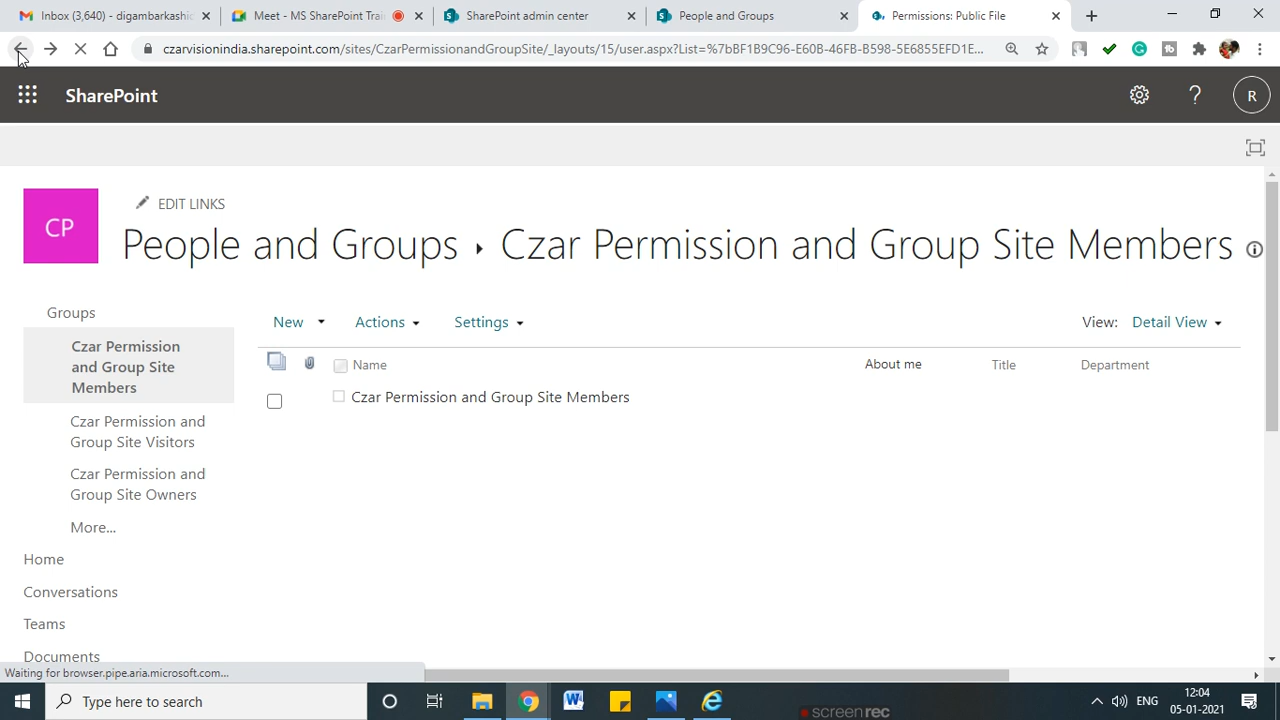 Inbox (3,640) - digambarkashic
Meet - MS SharePoint Trai
SharePoint admin center
People and Groups
Permissions: Public File
czarvisionindia.sharepoint.com/sites/CzarPermissionandGroupSite/_layouts/15/user.aspx?List=%7bBF1B9C96-E60B-46FB-B598-5E6855EFD1E...
SharePoint
?
R
CP
EDIT LINKS
People and Groups ▸ Czar Permission and Group Site Members
Groups
Czar Permission
and Group Site
Members
Czar Permission and
Group Site Visitors
Czar Permission and
Group Site Owners
More...
Home
Conversations
Teams
Documents
New
Actions
Settings
View: Detail View
Name
About me
Title
Department
Czar Permission and Group Site Members
Waiting for browser.pipe.aria.microsoft.com...
Type here to search
screenrec
ENG
12:04
05-01-2021